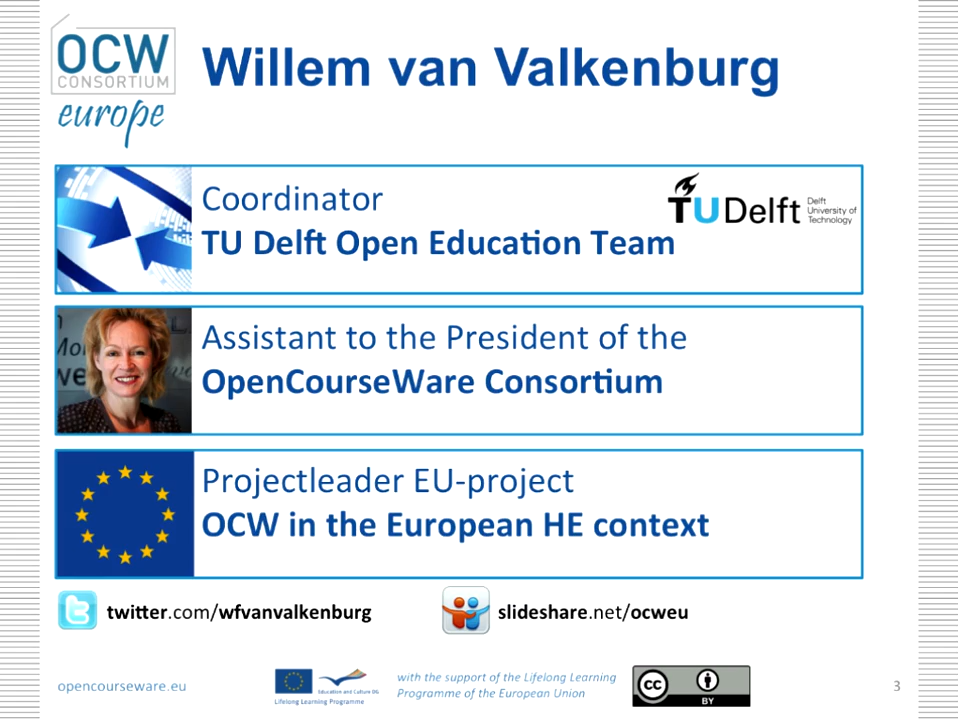 OCW
CONSORTIUM
europe
Willem van Valkenburg
Coordinator
TU Delft Open Education Team
TU Delft
Delft
University of
Technology
Assistant to the President of the
OpenCourseWare Consortium
Projectleader EU-project
OCW in the European HE context
twitter.com/wfvanvalkenburg
slideshare.net/ocweu
opencourseware.eu
Education and Culture DG
Lifelong Learning Programme
with the support of the Lifelong Learning
Programme of the European Union
cc
BY
3